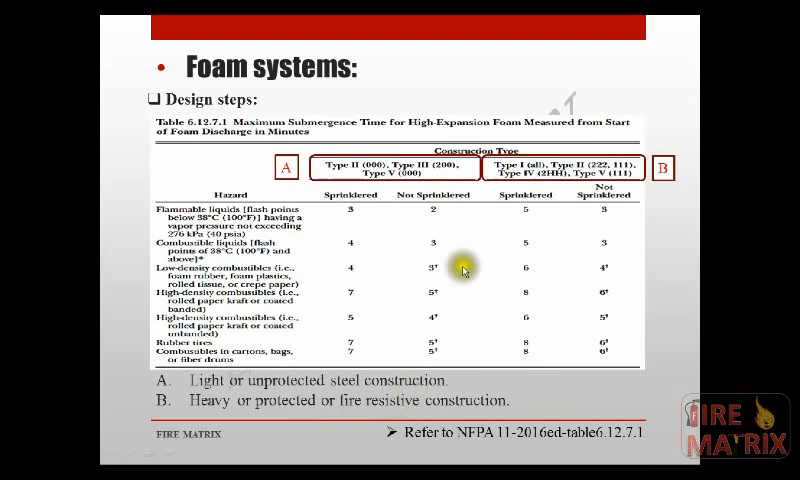 • Foam systems:
❑ Design steps:
Table 6.12.7.1 Maximum Submergence Time for High-Expansion Foam Measured from Start
of Foam Discharge in Minutes
Construction Type
A Type II (000), Type III (200), Type I (all), Type II (222, 111), B
Type V (000) Type IV (2HH), Type V (111)
Not
Hazard Sprinklered Not Sprinklered Sprinklered Sprinklered
Flammable liquids [flash points 3 2 5 3
below 38°C (100°F)] having a
vapor pressure not exceeding
276 kPa (40 psia)
Combustible liquids [flash 4 3 5 3
points of 38°C (100°F) and
above]*
Low-density combustibles (i.e., 4 3† 6 4†
foam rubber, foam plastics,
rolled tissue, or crepe paper)
High-density combustibles (i.e., 7 5† 8 6†
rolled paper kraft or coated
banded)
High-density combustibles (i.e., 5 4† 6 5†
rolled paper kraft or coated
unbanded)
Rubber tires 7 5† 8 6†
Combustibles in cartons, bags, 7 5† 8 6†
or fiber drums
A. Light or unprotected steel construction.
B. Heavy or protected or fire resistive construction.
FIRE MATRIX ➤ Refer to NFPA 11-2016ed-table6.12.7.1
FIRE
MATRIX